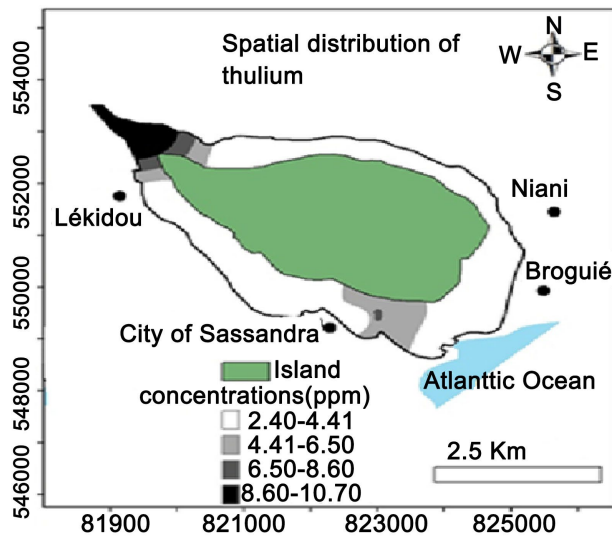 Spatial distribution of
thulium
N
W E
S
554000
552000
550000
548000
546000
Lékidou
Niani
Broguié
City of Sassandra
Atlanttic Ocean
Island
concentrations(ppm)
2.40-4.41
4.41-6.50
6.50-8.60
8.60-10.70
2.5 Km
81900 821000 823000 825000